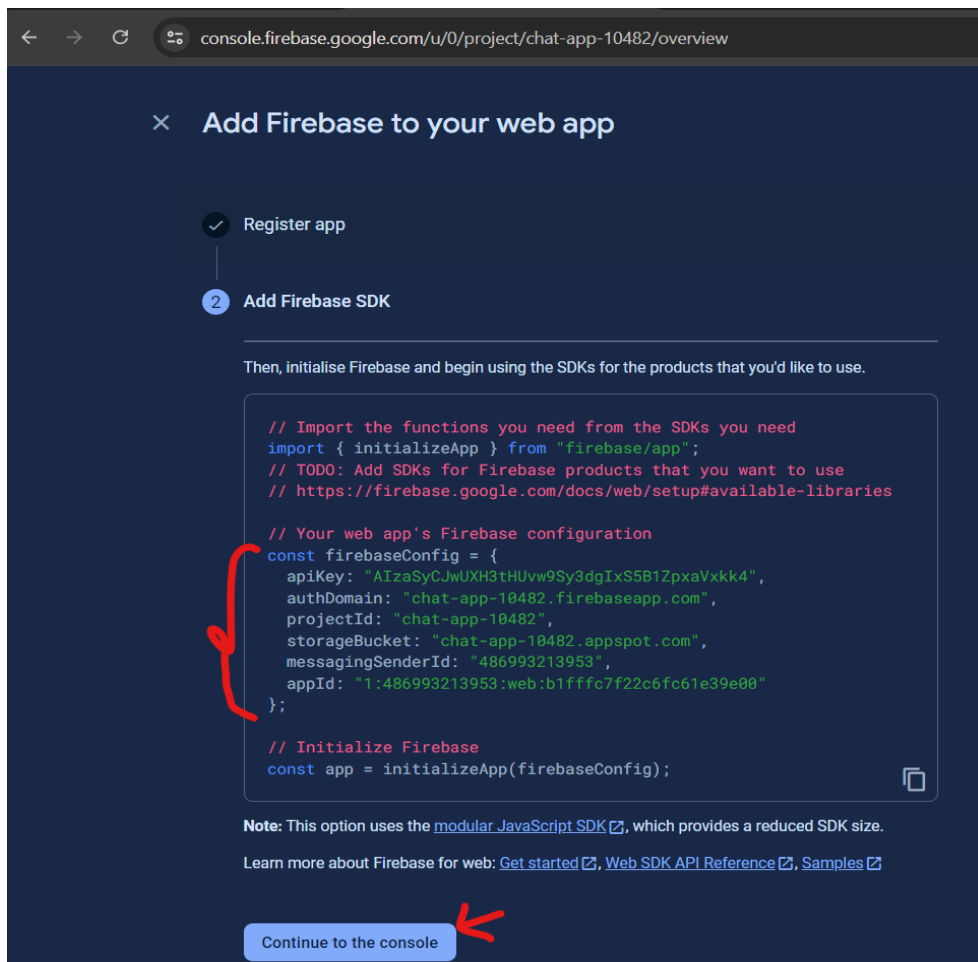 console.firebase.google.com/u/0/project/chat-app-10482/overview
Add Firebase to your web app
Register app
2 Add Firebase SDK
Then, initialise Firebase and begin using the SDKs for the products that you'd like to use.
// Import the functions you need from the SDKs you need
import { initializeApp } from "firebase/app";
// TODO: Add SDKs for Firebase products that you want to use
// https://firebase.google.com/docs/web/setup#available-libraries
// Your web app's Firebase configuration
const firebaseConfig = {
apiKey: "AIzaSyCJwUXH3tHUvw9Sy3dgIxS5B1ZpxaVxkk4",
authDomain: "chat-app-10482.firebaseapp.com",
projectId: "chat-app-10482",
storageBucket: "chat-app-10482.appspot.com",
messagingSenderId: "486993213953",
appId: "1:486993213953:web:b1fffc7f22c6fc61e39e00"
};
// Initialize Firebase
const app = initializeApp(firebaseConfig);
Note: This option uses the modular JavaScript SDK, which provides a reduced SDK size.
Learn more about Firebase for web: Get started, Web SDK API Reference, Samples
Continue to the console